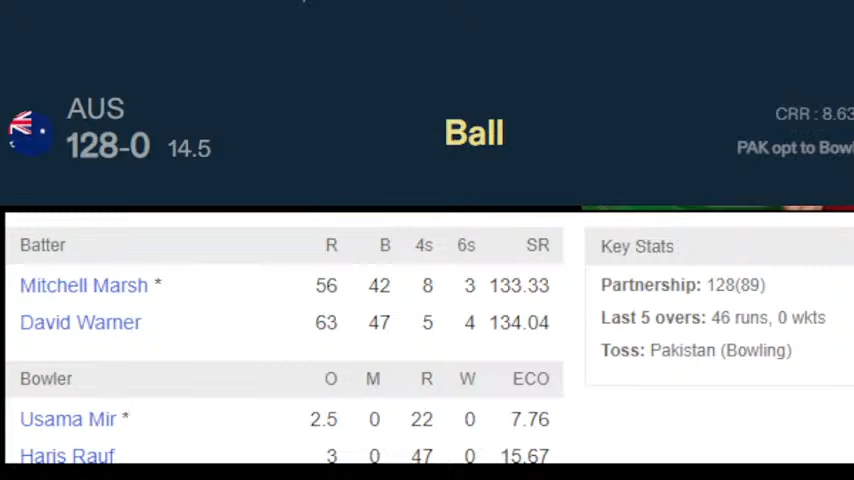 AUS
128-0 14.5
Ball
CRR : 8.63
PAK opt to Bowl
Batter R B 4s 6s SR
Mitchell Marsh * 56 42 8 3 133.33
David Warner 63 47 5 4 134.04
Bowler O M R W ECO
Usama Mir * 2.5 0 22 0 7.76
Haris Rauf 3 0 47 0 15.67
Key Stats
Partnership: 128(89)
Last 5 overs: 46 runs, 0 wkts
Toss: Pakistan (Bowling)